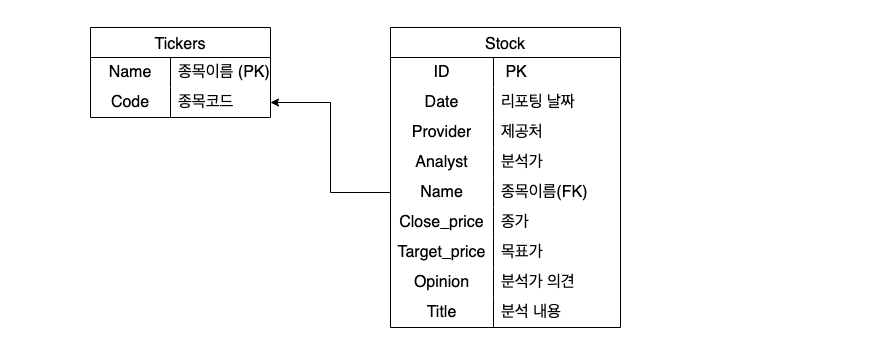 Tickers
Name 종목이름 (PK)
Code 종목코드
Stock
ID PK
Date 리포팅 날짜
Provider 제공처
Analyst 분석가
Name 종목이름(FK)
Close_price 종가
Target_price 목표가
Opinion 분석가 의견
Title 분석 내용